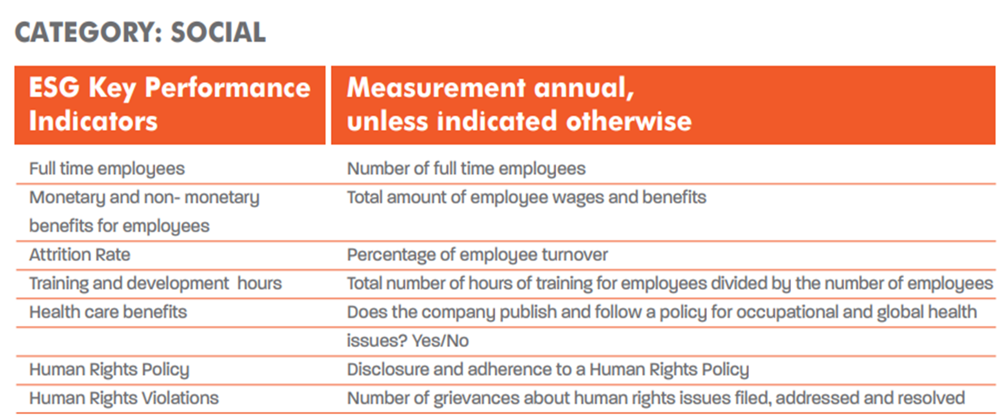 CATEGORY: SOCIAL
ESG Key Performance
Indicators
Measurement annual,
unless indicated otherwise
Full time employees
Number of full time employees
Monetary and non- monetary
benefits for employees
Total amount of employee wages and benefits
Attrition Rate
Percentage of employee turnover
Training and development  hours
Total number of hours of training for employees divided by the number of employees
Health care benefits
Does the company publish and follow a policy for occupational and global health
issues? Yes/No
Human Rights Policy
Disclosure and adherence to a Human Rights Policy
Human Rights Violations
Number of grievances about human rights issues filed, addressed and resolved